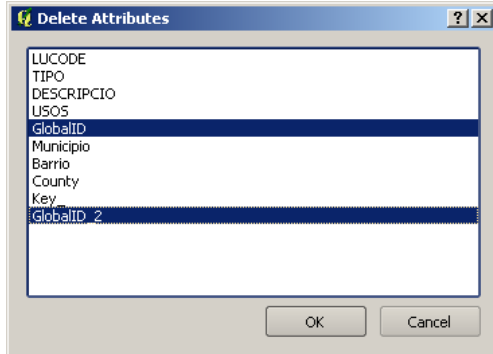 Delete Attributes
LUCODE
TIPO
DESCRIPCIO
USOS
GlobalID
Municipio
Barrio
County
Key_
GlobalID_2
OK
Cancel